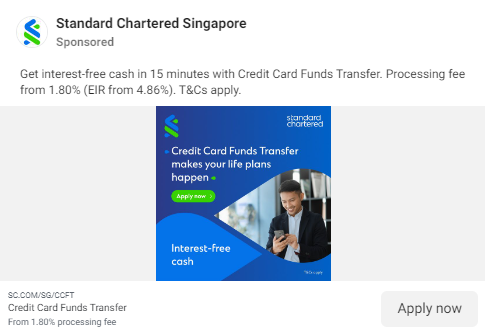 Standard Chartered Singapore
Sponsored
Get interest-free cash in 15 minutes with Credit Card Funds Transfer. Processing fee
from 1.80% (EIR from 4.86%). T&Cs apply.
standard
chartered
Credit Card Funds Transfer
makes your life plans
happen
Apply now
Interest-free
cash
T&Cs apply
SC.COM/SG/CCFT
Credit Card Funds Transfer
From 1.80% processing fee
Apply now